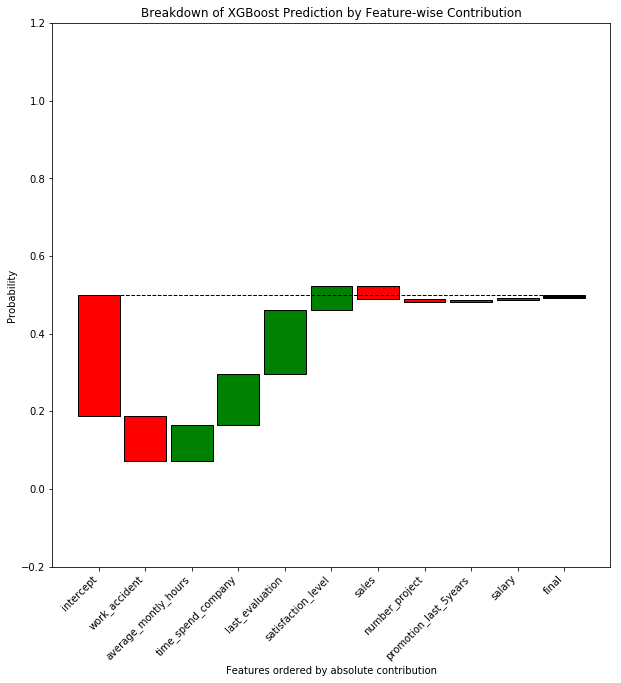 Breakdown of XGBoost Prediction by Feature-wise Contribution
Probability
1.2
1.0
0.8
0.6
0.4
0.2
0.0
−0.2
intercept
work_accident
average_montly_hours
time_spend_company
last_evaluation
satisfaction_level
sales
number_project
promotion_last_5years
salary
final
Features ordered by absolute contribution